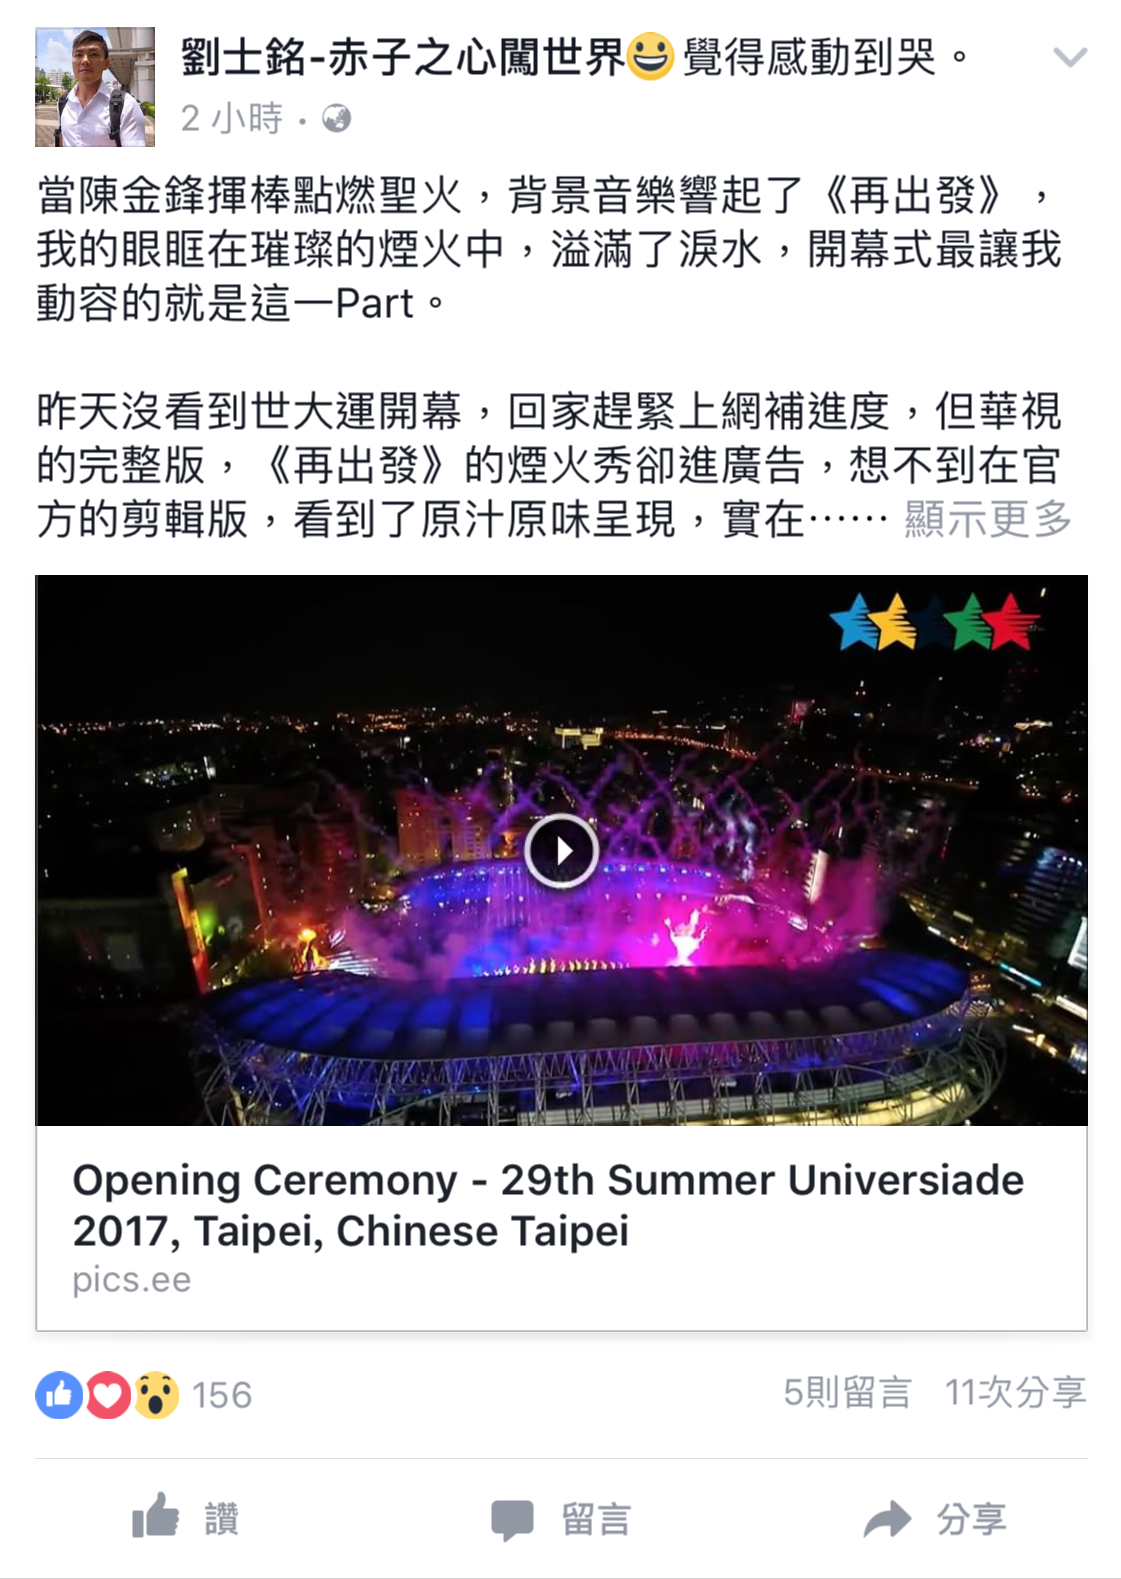 劉士銘-赤子之心闖世界😀覺得感動到哭。
2 小時 ·
當陳金鋒揮棒點燃聖火，背景音樂響起了《再出發》，
我的眼眶在璀璨的煙火中，溢滿了淚水，開幕式最讓我
動容的就是這一Part。
昨天沒看到世大運開幕，回家趕緊上網補進度，但華視
的完整版，《再出發》的煙火秀卻進廣告，想不到在官
方的剪輯版，看到了原汁原味呈現，實在⋯⋯ 顯示更多
Opening Ceremony - 29th Summer Universiade
2017, Taipei, Chinese Taipei
pics.ee
156 5則留言 11次分享
讚 留言 分享